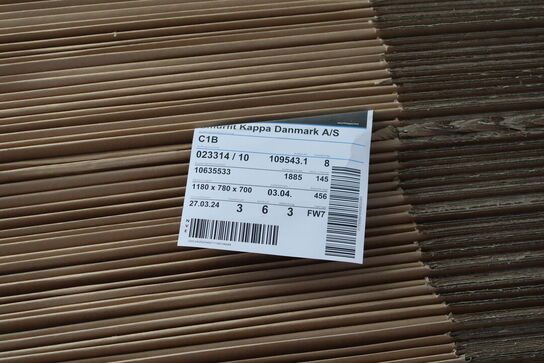 murfit Kappa Danmark A/S
C1B
023314 / 10 109543.1 8
10635533 1885 145
1180 x 780 x 700 03.04. 456
27.03.24 3 6 3 FW7